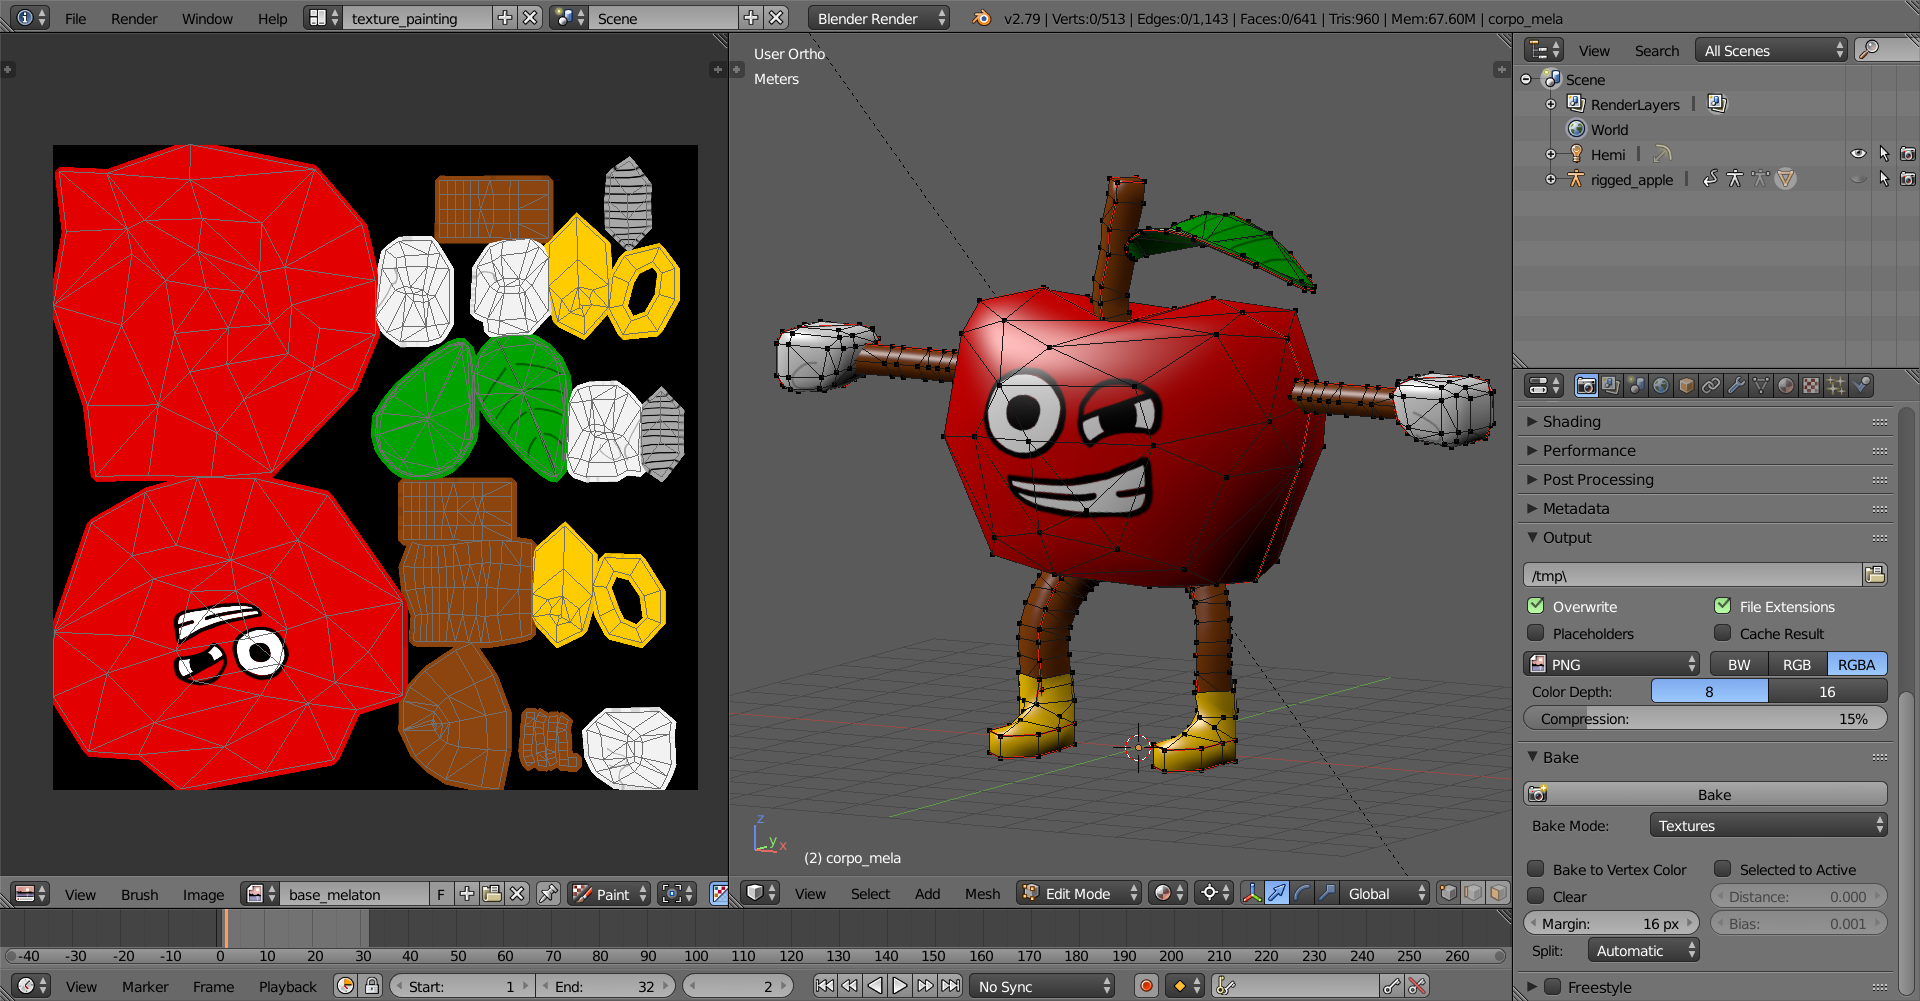 File Render Window Help texture_painting Scene Blender Render v2.79 | Verts:0/513 | Edges:0/1,143 | Faces:0/641 | Tris:960 | Mem:67.60M | corpo_mela
User Ortho
Meters
z
y
x
(2) corpo_mela
View Search All Scenes
Scene
RenderLayers
World
Hemi
rigged_apple
Shading
Performance
Post Processing
Metadata
Output
/tmp\
Overwrite File Extensions
Placeholders Cache Result
PNG BW RGB RGBA
Color Depth: 8 16
Compression: 15%
Bake
Bake
Bake Mode: Textures
Bake to Vertex Color Selected to Active
Clear Distance: 0.000
Margin: 16 px Bias: 0.001
Split: Automatic
Freestyle
View Brush Image base_melaton F Paint
View Select Add Mesh Edit Mode Global
-40 -30 -20 -10 0 10 20 30 40 50 60 70 80 90 100 110 120 130 140 150 160 170 180 190 200 210 220 230 240 250 260
View Marker Frame Playback Start: 1 End: 32 2 No Sync